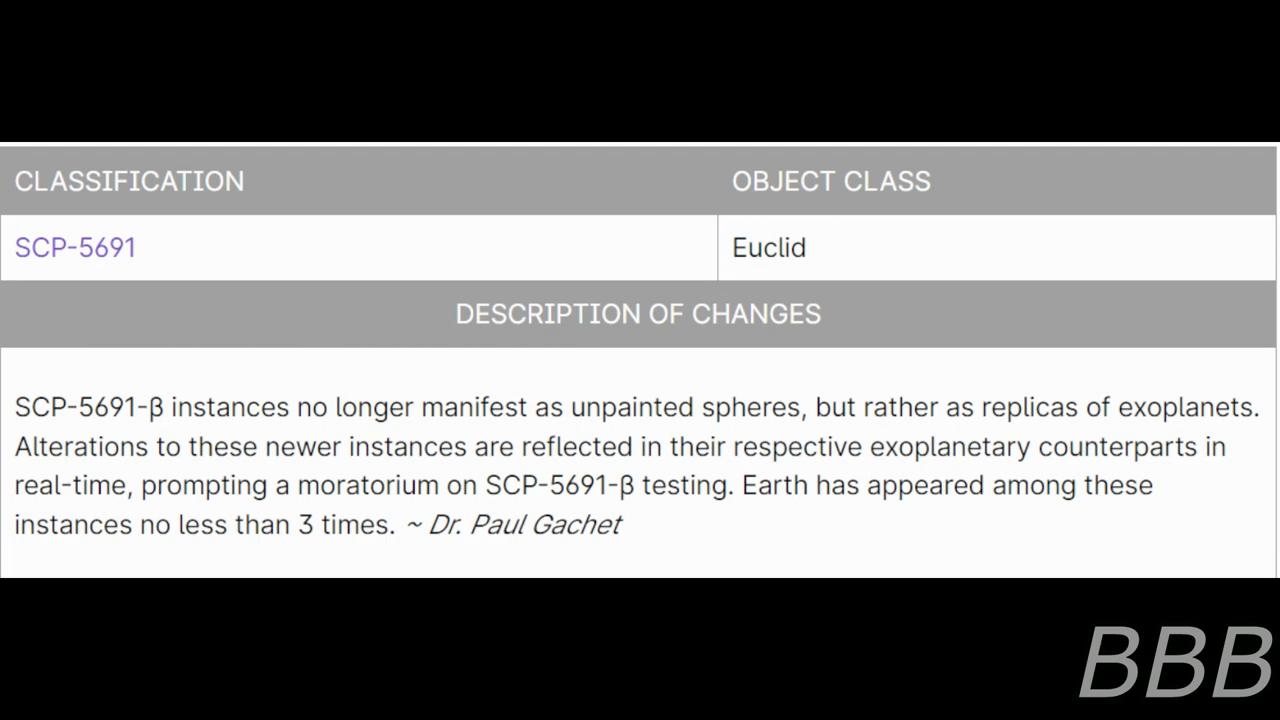 CLASSIFICATION OBJECT CLASS
SCP-5691 Euclid
DESCRIPTION OF CHANGES
SCP-5691-β instances no longer manifest as unpainted spheres, but rather as replicas of exoplanets.
Alterations to these newer instances are reflected in their respective exoplanetary counterparts in
real-time, prompting a moratorium on SCP-5691-β testing. Earth has appeared among these
instances no less than 3 times. ~ Dr. Paul Gachet
BBB